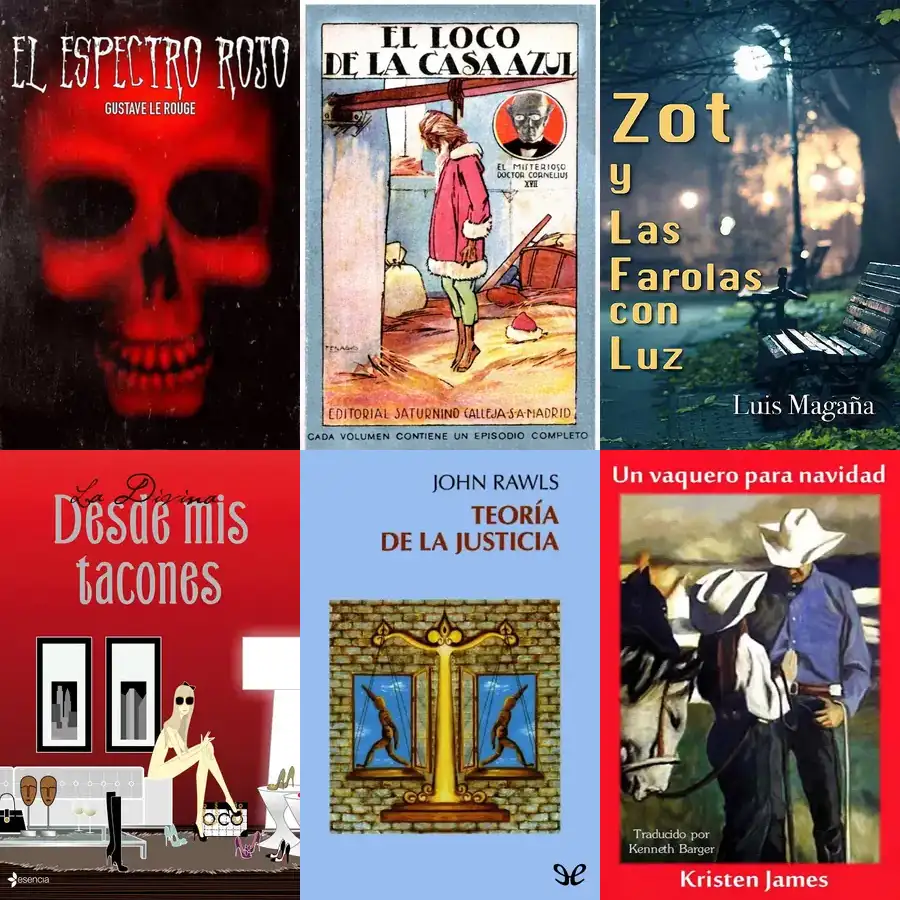 EL ESPECTRO ROJO
GUSTAVE LE ROUGE
EL LOCO
DE LA CASA AZUL
EL MISTERIOSO
DOCTOR CORNELIUS
XVII
EDITORIAL SATURNINO CALLEJA-S-A-MADRID
CADA VOLUMEN CONTIENE UN EPISODIO COMPLETO
Zot
y
Las
Farolas
con
Luz
Luis Magaña
La Divina
Desde mis
tacones
esencia
JOHN RAWLS
TEORÍA
DE LA JUSTICIA
Un vaquero para navidad
Traducido por
Kenneth Barger
Kristen James